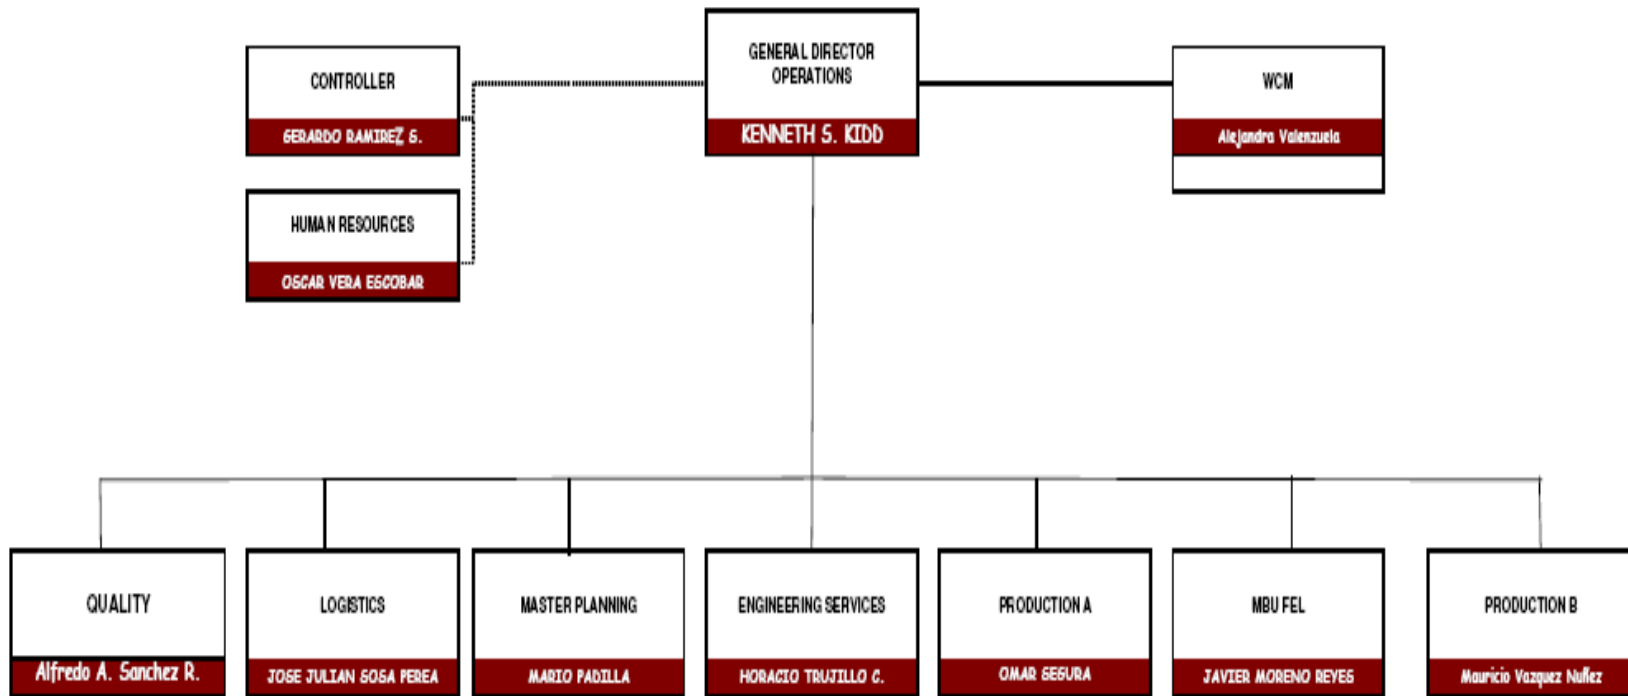 GENERAL DIRECTOR
OPERATIONS
KENNETH S. KIDD
CONTROLLER
GERARDO RAMIREZ G.
WCM
Alejandra Valenzuela
HUMAN RESOURCES
OSCAR VERA ESCOBAR
QUALITY
Alfredo A. Sanchez R.
LOGISTICS
JOSE JULIAN SOSA PEREA
MASTER PLANNING
MARIO PADILLA
ENGINEERING SERVICES
HORACIO TRUJILLO C.
PRODUCTION A
OMAR SEGURA
MBU FEL
JAVIER MORENO REYES
PRODUCTION B
Mauricio Vazquez Nuñez